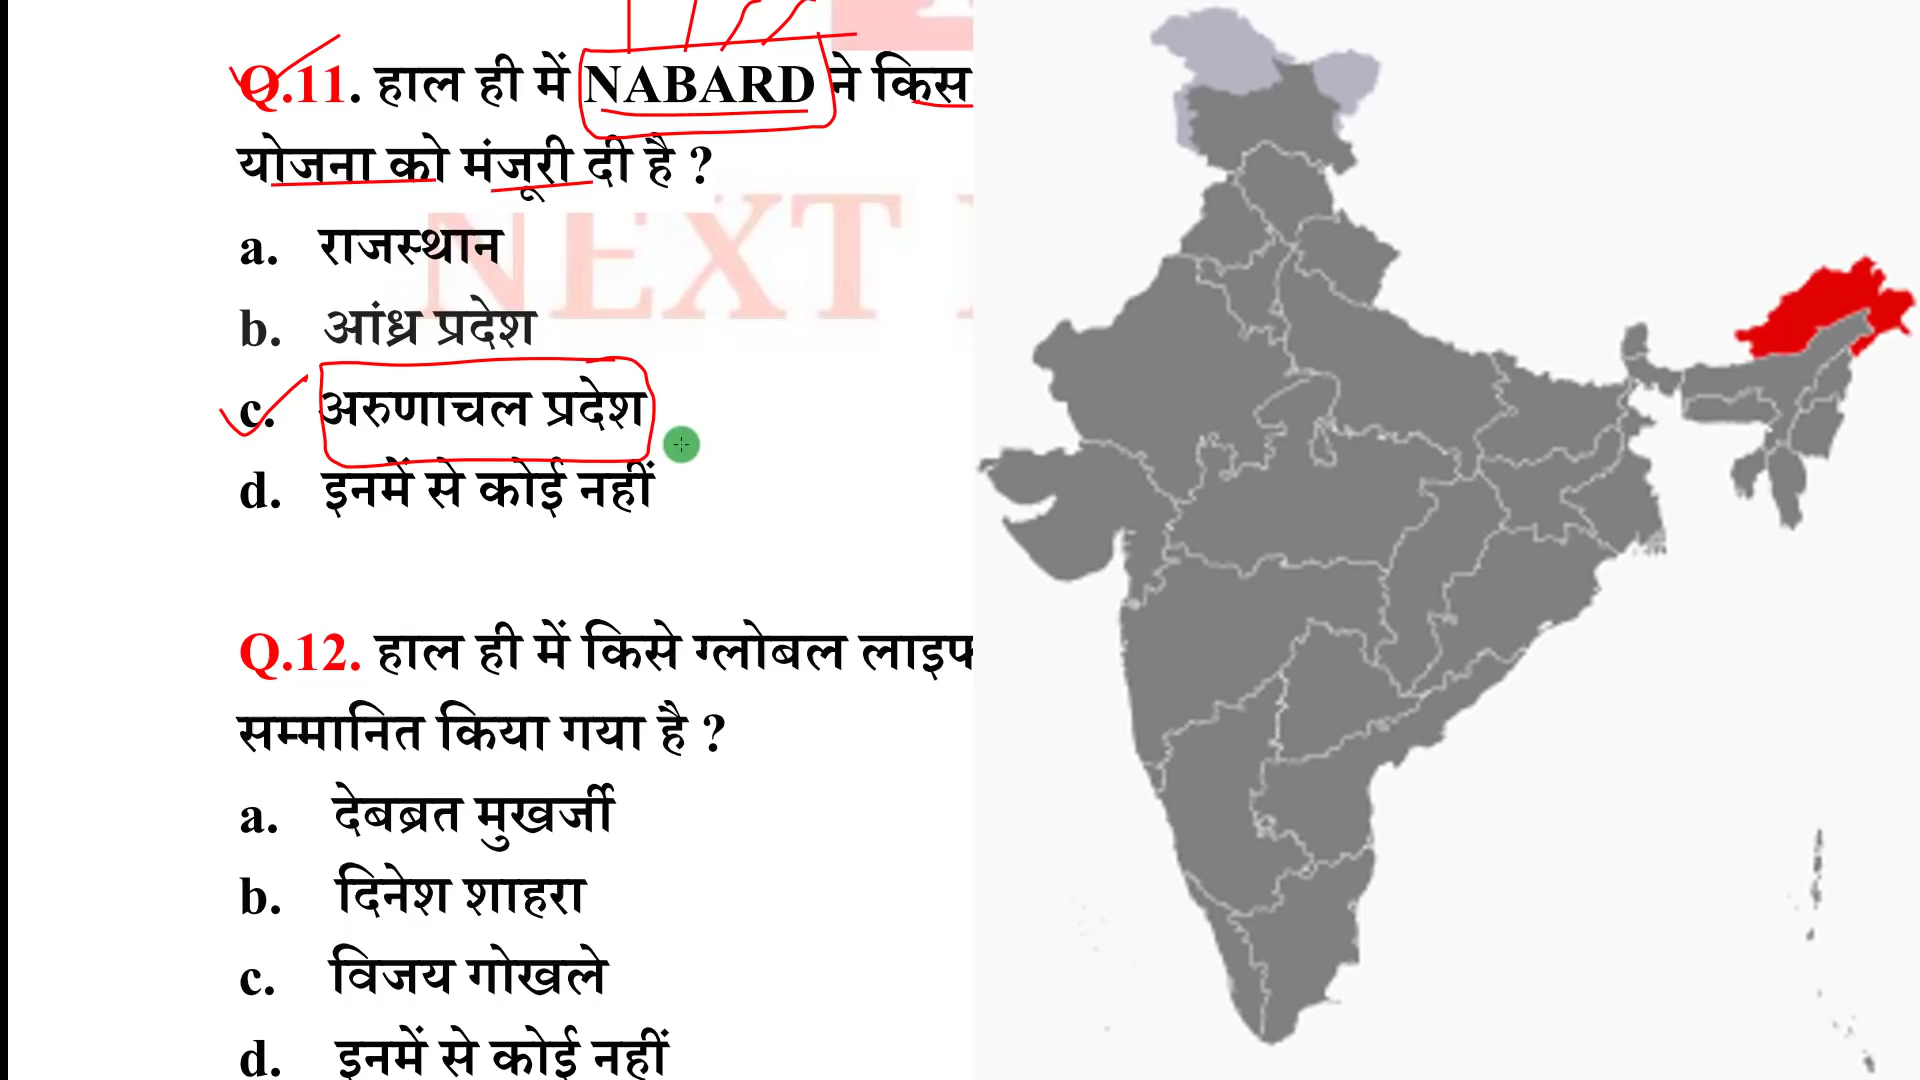 Q.11. हाल ही में NABARD ने किस
योजना को मंजूरी दी है ?
a. राजस्थान
b. आंध्र प्रदेश
c. अरुणाचल प्रदेश
d. इनमें से कोई नहीं
NEXT
Q.12. हाल ही में किसे ग्लोबल लाइफ
सम्मानित किया गया है ?
a. देबब्रत मुखर्जी
b. दिनेश शाहरा
c. विजय गोखले
d. इनमें से कोई नहीं